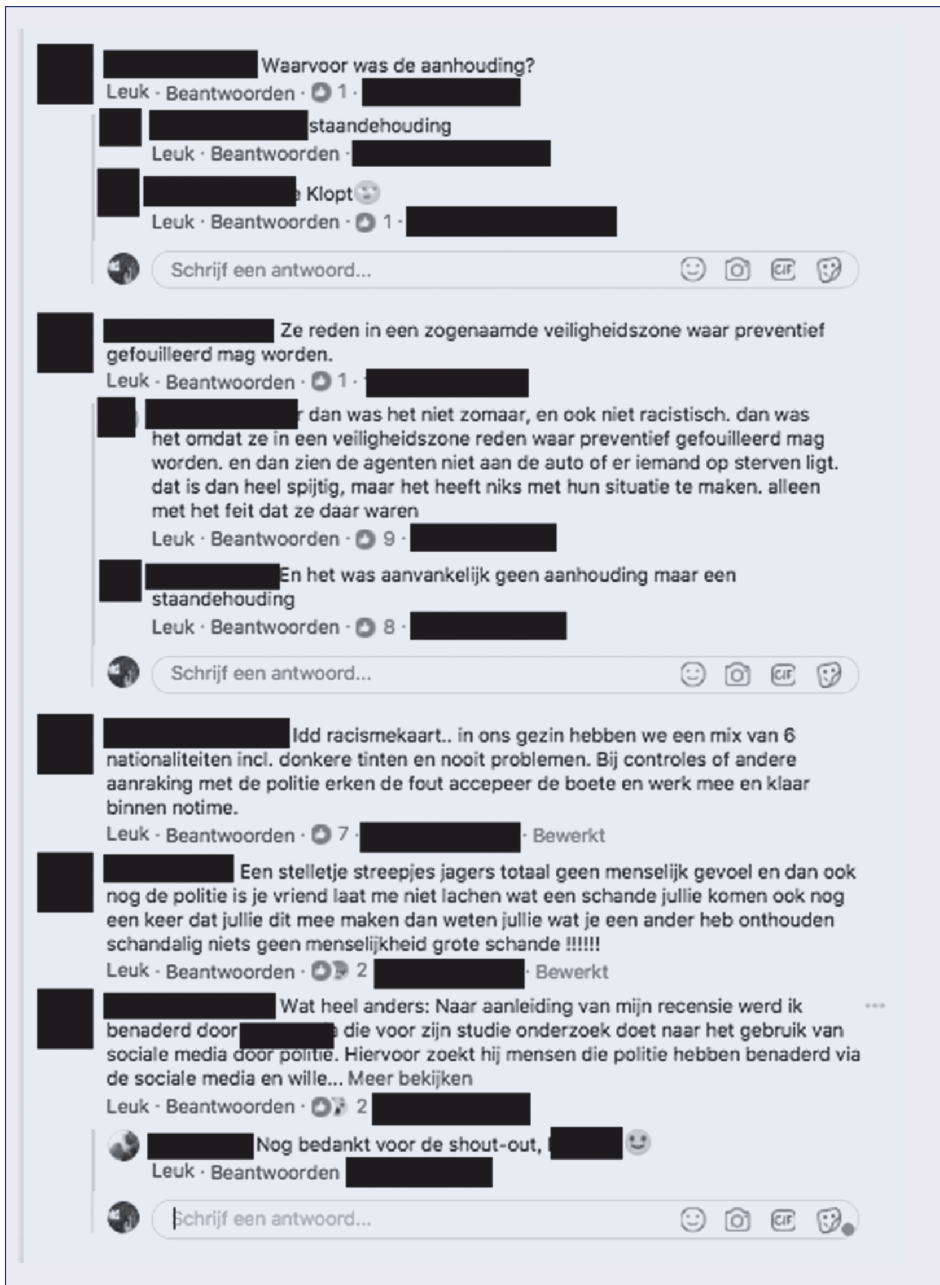 Waarvoor was de aanhouding?
Leuk · Beantwoorden · 1 ·
staandehouding
Leuk · Beantwoorden ·
Klopt
Leuk · Beantwoorden · 1 ·
Schrijf een antwoord...
GIF
Ze reden in een zogenaamde veiligheidszone waar preventief
gefouilleerd mag worden.
Leuk · Beantwoorden · 1 ·
r dan was het niet zomaar, en ook niet racistisch. dan was
het omdat ze in een veiligheidszone reden waar preventief gefouilleerd mag
worden. en dan zien de agenten niet aan de auto of er iemand op sterven ligt.
dat is dan heel spijtig, maar het heeft niks met hun situatie te maken. alleen
met het feit dat ze daar waren
Leuk · Beantwoorden · 9 ·
En het was aanvankelijk geen aanhouding maar een
staandehouding
Leuk · Beantwoorden · 8 ·
Schrijf een antwoord...
GIF
Idd racismekaart.. in ons gezin hebben we een mix van 6
nationaliteiten incl. donkere tinten en nooit problemen. Bij controles of andere
aanraking met de politie erken de fout accepeer de boete en werk mee en klaar
binnen notime.
Leuk · Beantwoorden · 7 · · Bewerkt
Een stelletje streepjes jagers totaal geen menselijk gevoel en dan ook
nog de politie is je vriend laat me niet lachen wat een schande jullie komen ook nog
een keer dat jullie dit mee maken dan weten jullie wat je een ander heb onthouden
schandalig niets geen menselijkheid grote schande !!!!!!
Leuk · Beantwoorden · 2 · Bewerkt
Wat heel anders: Naar aanleiding van mijn recensie werd ik
benaderd door die voor zijn studie onderzoek doet naar het gebruik van
sociale media door politie. Hiervoor zoekt hij mensen die politie hebben benaderd via
de sociale media en wille... Meer bekijken
Leuk · Beantwoorden · 2
Nog bedankt voor de shout-out,
Leuk · Beantwoorden
Schrijf een antwoord...
GIF